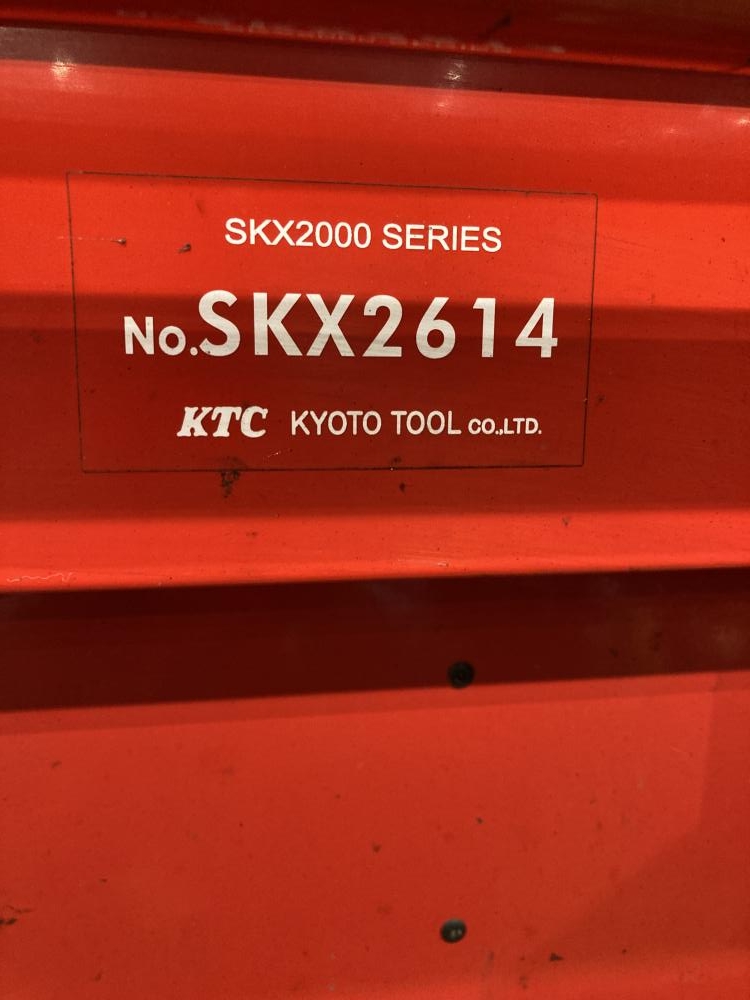 SKX2000 SERIES
No.SKX2614
KTC KYOTO TOOL CO.,LTD.